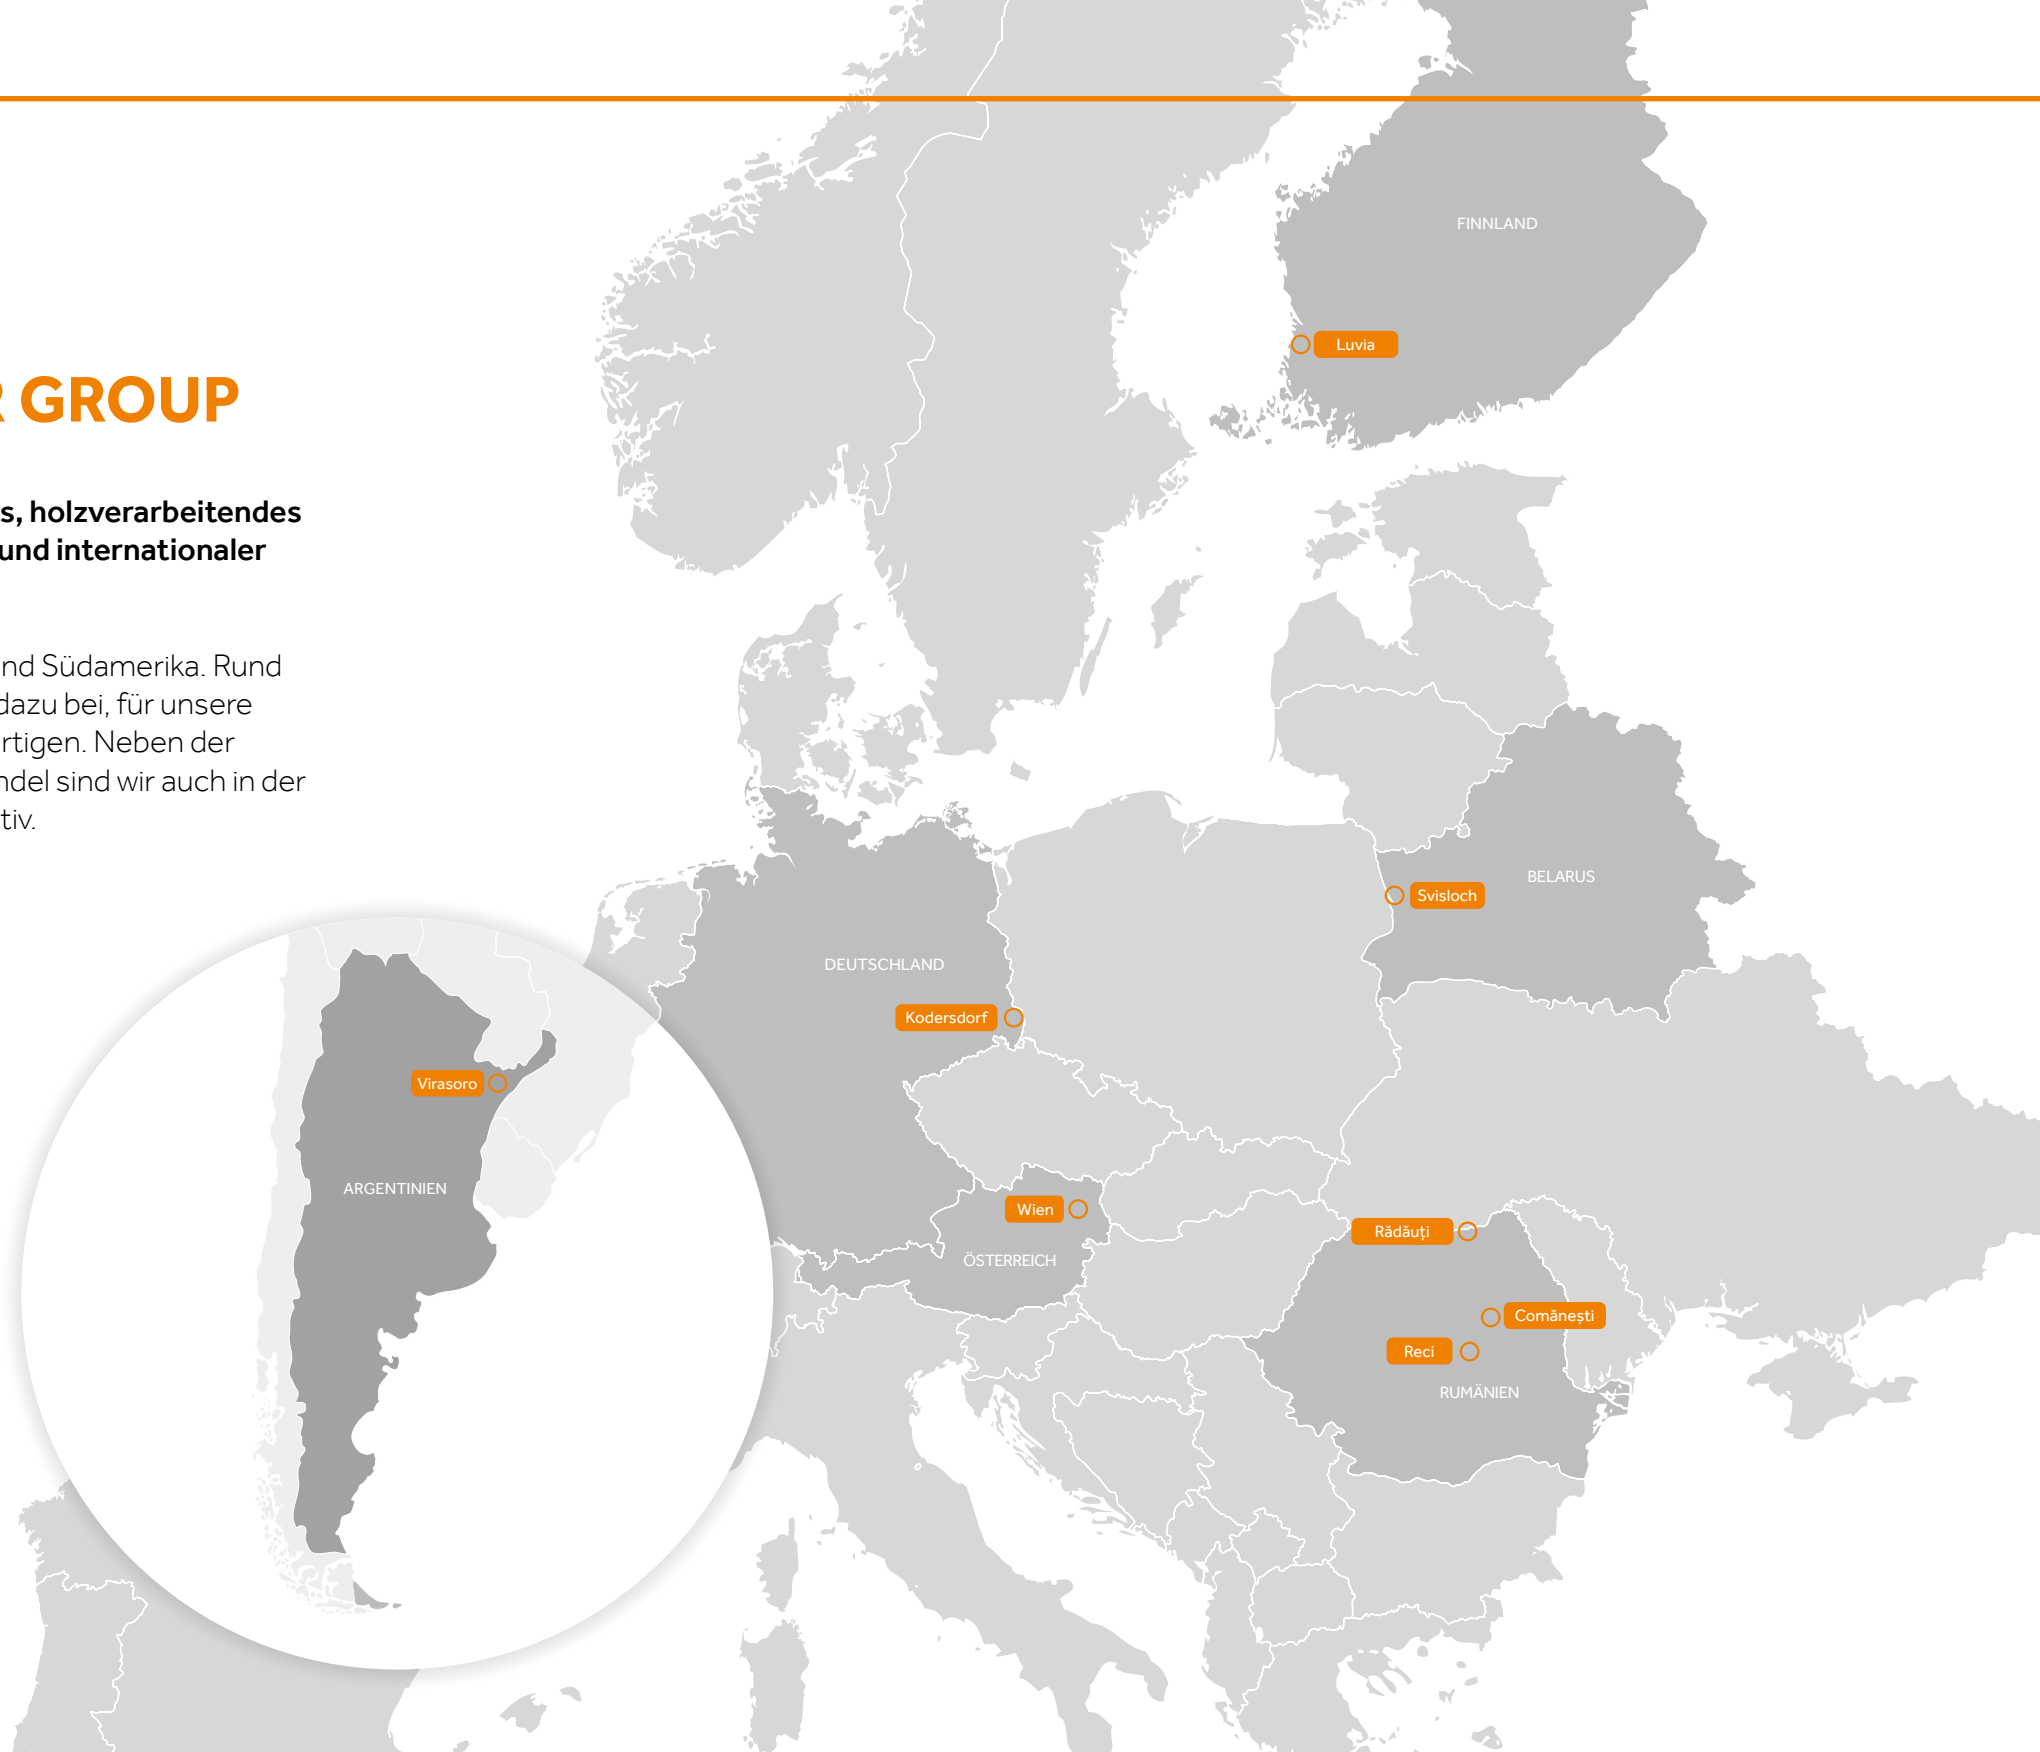 GROUP
s, holzverarbeitendes
und internationaler
nd Südamerika. Rund
dazu bei, für unsere
rtigen. Neben der
ndel sind wir auch in der
tiv.
FINNLAND
Luvia
BELARUS
Svisloch
DEUTSCHLAND
Kodersdorf
Virasoro
ARGENTINIEN
Wien
ÖSTERREICH
Rădăuți
Comănești
Reci
RUMÄNIEN